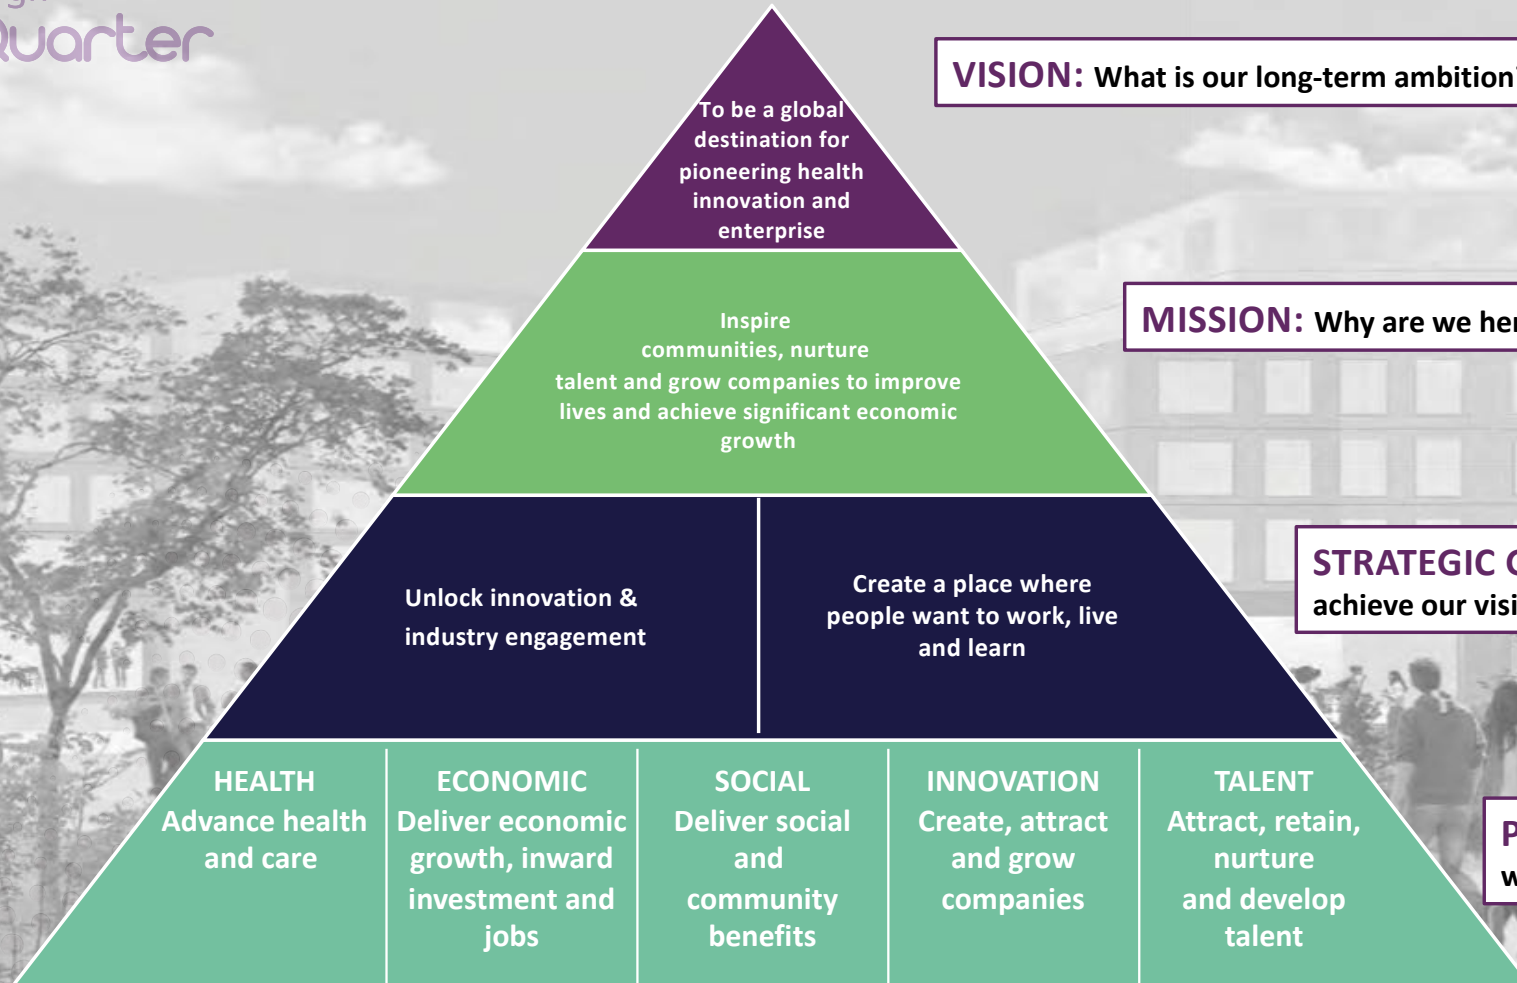 Quarter
VISION: What is our long-term ambition
To be a global
destination for
pioneering health
innovation and
enterprise
MISSION: Why are we
Inspire
communities, nurture
talent and grow companies to improve
lives and achieve significant economic
growth
STRATEGIC
achieve our
Unlock innovation &
industry engagement
Create a place where
people want to work, live
and learn
HEALTH
Advance health
and care
ECONOMIC
Deliver economic
growth, inward
investment and
jobs
SOCIAL
Deliver social
and
community
benefits
INNOVATION
Create, attract
and grow
companies
TALENT
Attract, retain,
nurture
and develop
talent